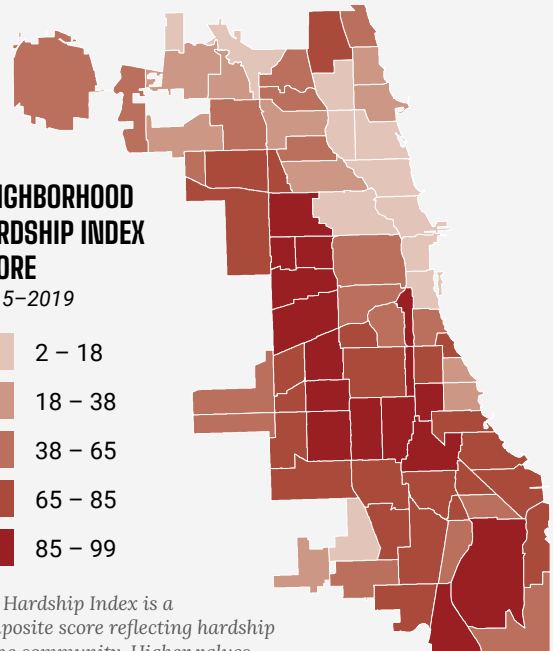 IGHBORHOOD
RDSHIP INDEX
ORE
5–2019
2 – 18
18 – 38
38 – 65
65 – 85
85 – 99
Hardship Index is a
posite score reflecting hardship